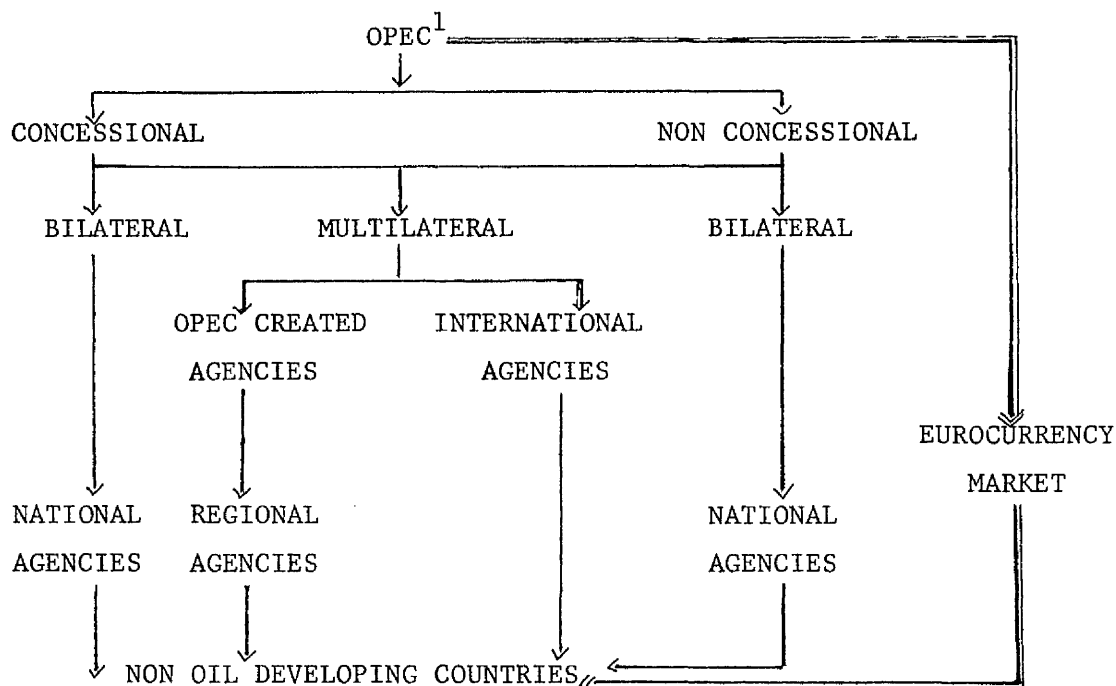 OPEC1
CONCESSIONAL NON CONCESSIONAL
BILATERAL MULTILATERAL BILATERAL
OPEC CREATED INTERNATIONAL
AGENCIES AGENCIES
EUROCURRENCY
MARKET
NATIONAL REGIONAL NATIONAL
AGENCIES AGENCIES AGENCIES
NON OIL DEVELOPING COUNTRIES